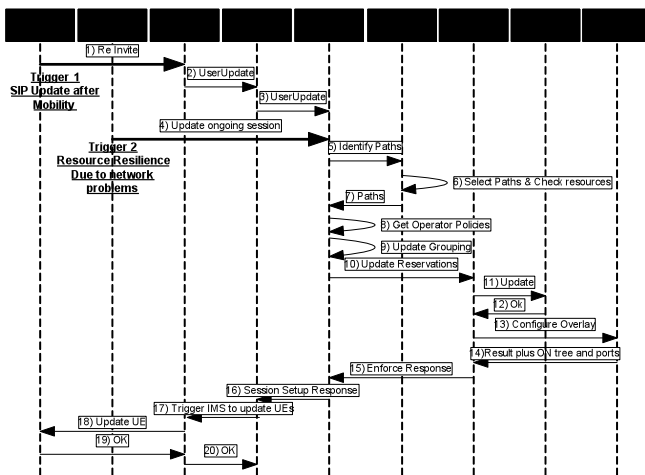 1) Re Invite
2) UserUpdate
Trigger 1
SIP Update after
Mobility
3) UserUpdate
4) Update ongoing session
Trigger 2
Resource Resilience
Due to network
problems
5) Identify Paths
6) Select Paths & Check resources
7) Paths
8) Get Operator Policies
9) Update Grouping
10) Update Reservations
11) Update
12) Ok
13) Configure Overlay
14)Result plus ON tree and ports
15) Enforce Response
16) Session Setup Response
17) Trigger IMS to update UEs
18) Update UE
19) OK
20) OK